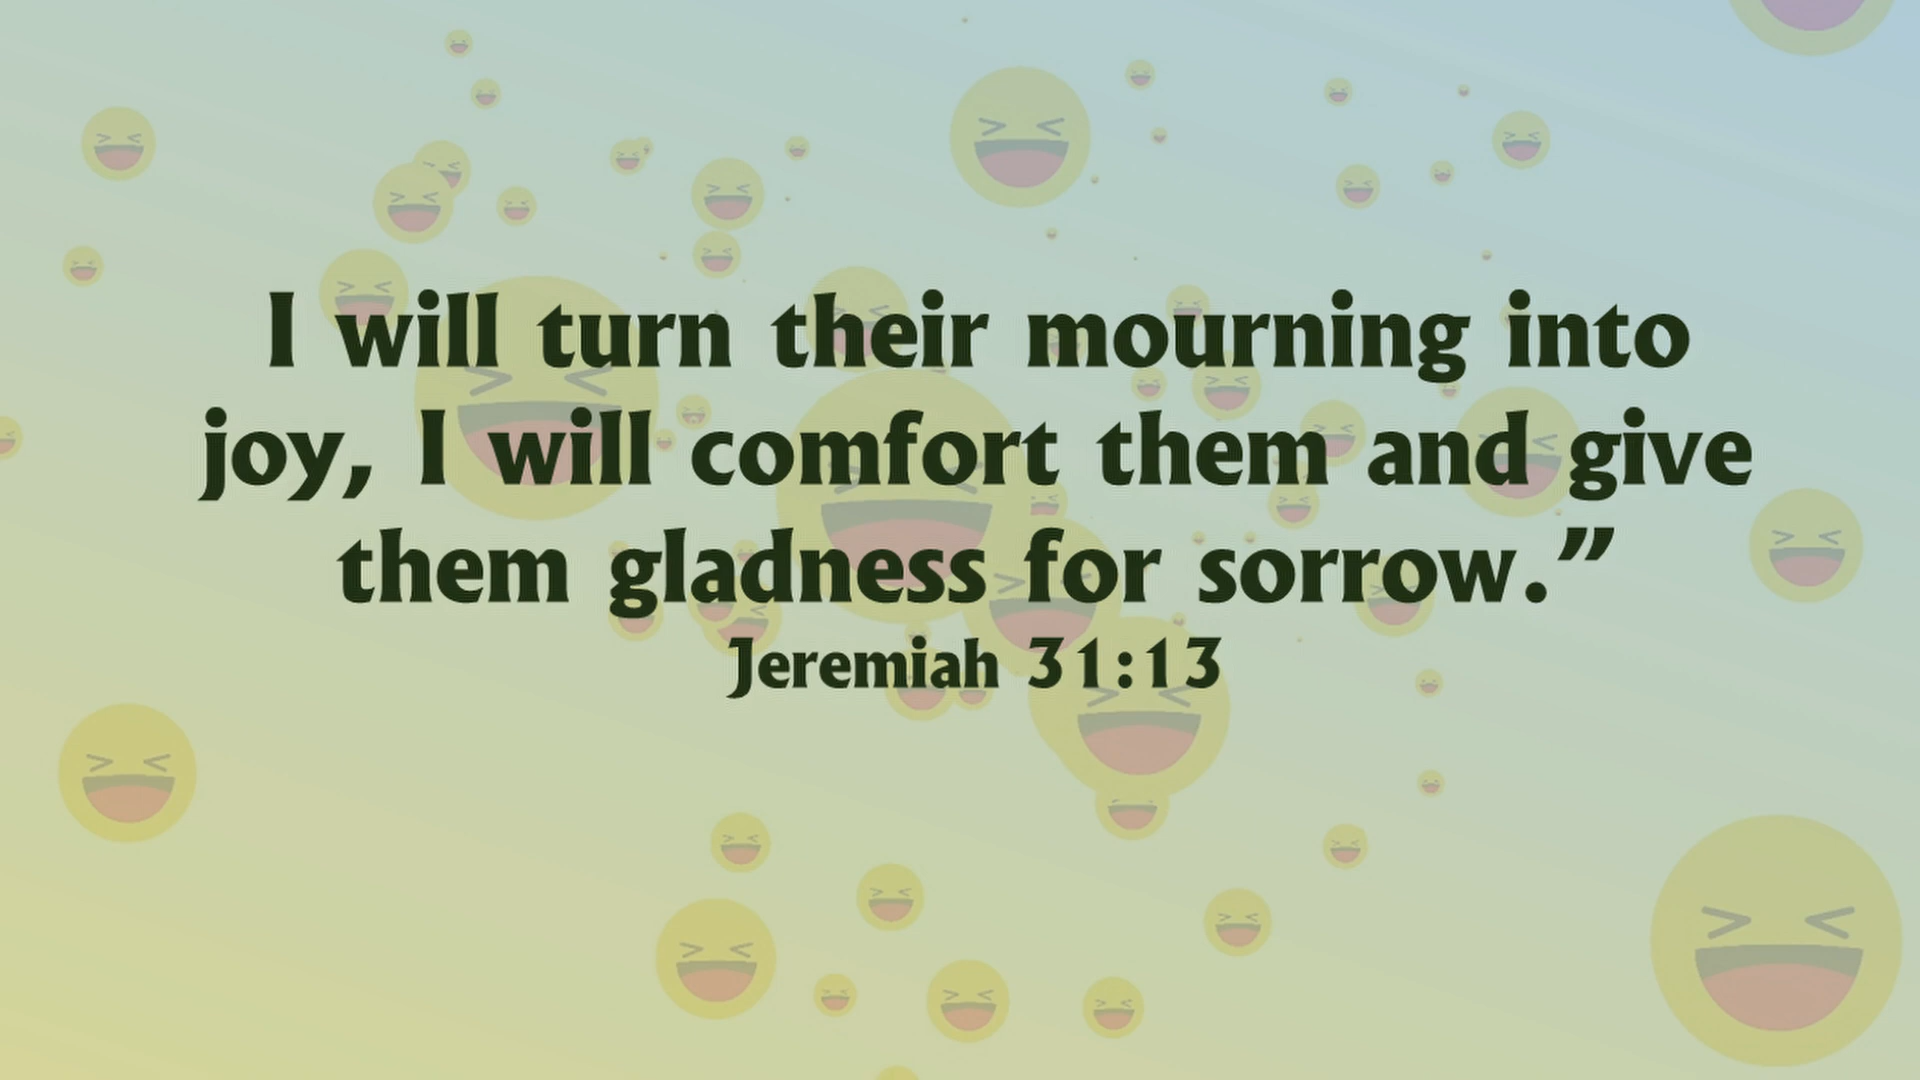 I will turn their mourning into
joy, I will comfort them and give
them gladness for sorrow.”
Jeremiah 31:13